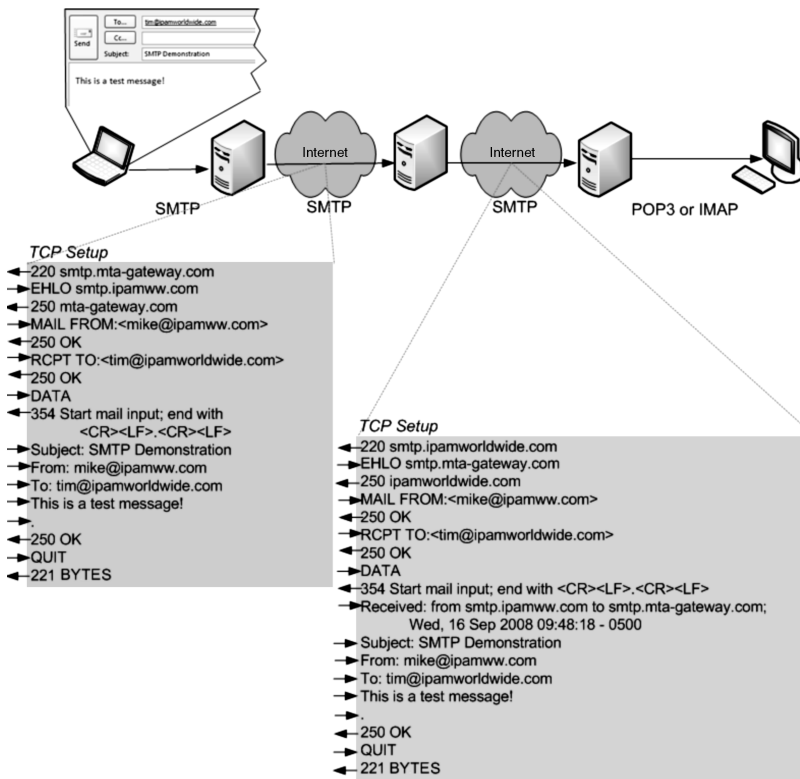 To...
tim@ipamworldwide.com
Send
Cc...
Subject:
SMTP Demonstration
This is a test message!
Internet
Internet
SMTP
SMTP
SMTP
POP3 or IMAP
TCP Setup
220 smtp.mta-gateway.com
EHLO smtp.ipamww.com
250 mta-gateway.com
MAIL FROM:<mike@ipamww.com>
250 OK
RCPT TO:<tim@ipamworldwide.com>
250 OK
DATA
354 Start mail input; end with
<CR><LF>.<CR><LF>
Subject: SMTP Demonstration
From: mike@ipamww.com
To: tim@ipamworldwide.com
This is a test message!
.
250 OK
QUIT
221 BYTES
TCP Setup
220 smtp.ipamworldwide.com
EHLO smtp.mta-gateway.com
250 ipamworldwide.com
MAIL FROM:<mike@ipamww.com>
250 OK
RCPT TO:<tim@ipamworldwide.com>
250 OK
DATA
354 Start mail input; end with <CR><LF>.<CR><LF>
Received: from smtp.ipamww.com to smtp.mta-gateway.com;
Wed, 16 Sep 2008 09:48:18 - 0500
Subject: SMTP Demonstration
From: mike@ipamww.com
To: tim@ipamworldwide.com
This is a test message!
.
250 OK
QUIT
221 BYTES